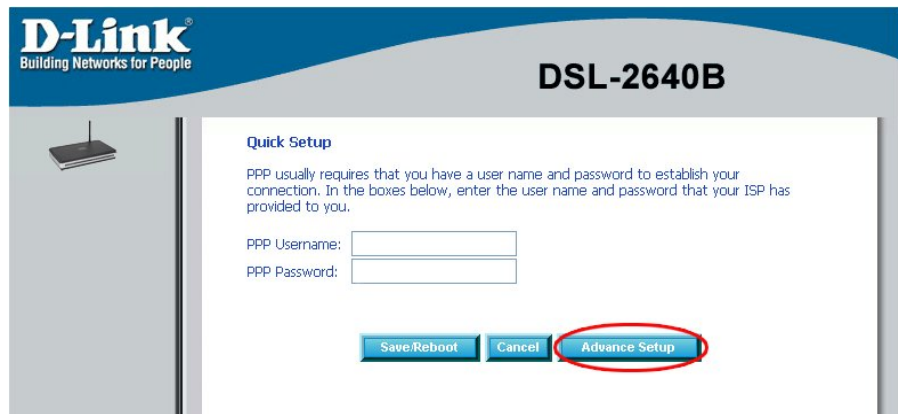 D-Link®
Building Networks for People
DSL-2640B
Quick Setup
PPP usually requires that you have a user name and password to establish your
connection. In the boxes below, enter the user name and password that your ISP has
provided to you.
PPP Username:
PPP Password:
Save/Reboot Cancel Advance Setup